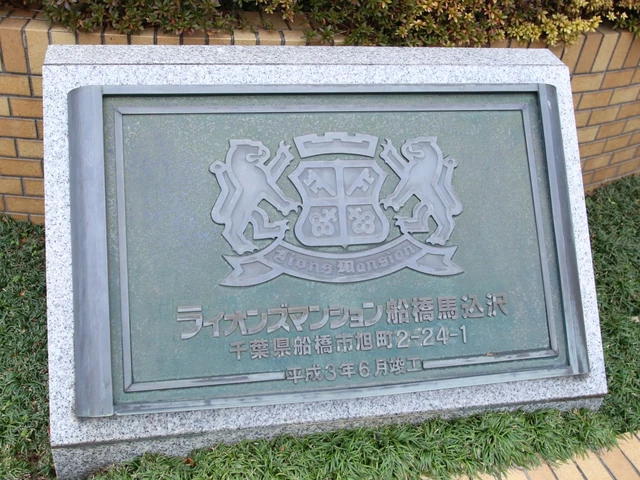 Lions Mansion
ライオンズマンション船橋馬込沢
千葉県船橋市旭町2-24-1
平成3年6月竣工